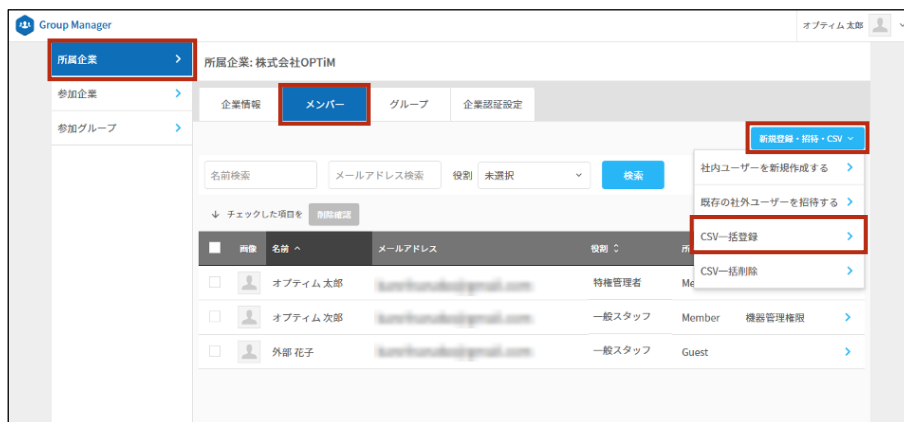 Group Manager
オプティム 太郎
所属企業
参加企業
参加グループ
所属企業: 株式会社OPTiM
企業情報 メンバー グループ 企業認証設定
新規登録・招待・CSV
社内ユーザーを新規作成する
既存の社外ユーザーを招待する
CSV一括登録
CSV一括削除
名前検索 メールアドレス検索 役割 未選択 検索
チェックした項目を 削除確認
画像 名前 メールアドレス 役割 所
オプティム 太郎 特権管理者 Me
オプティム 次郎 一般スタッフ Member 機器管理権限
外部 花子 一般スタッフ Guest